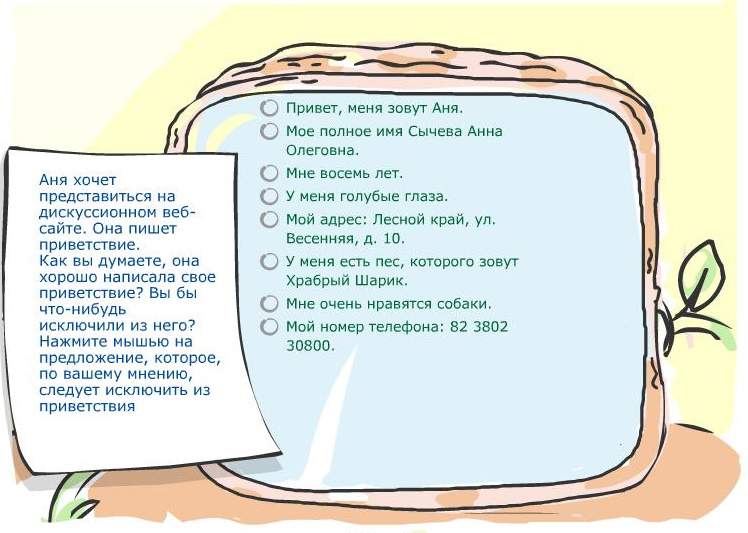 Аня хочет
представиться на
дискуссионном веб-
сайте. Она пишет
приветствие.
Как вы думаете, она
хорошо написала свое
приветствие? Вы бы
что-нибудь
исключили из него?
Нажмите мышью на
предложение, которое,
по вашему мнению,
следует исключить из
приветствия
Привет, меня зовут Аня.
Мое полное имя Сычева Анна
Олеговна.
Мне восемь лет.
У меня голубые глаза.
Мой адрес: Лесной край, ул.
Весенняя, д. 10.
У меня есть пес, которого зовут
Храбрый Шарик.
Мне очень нравятся собаки.
Мой номер телефона: 82 3802
30800.